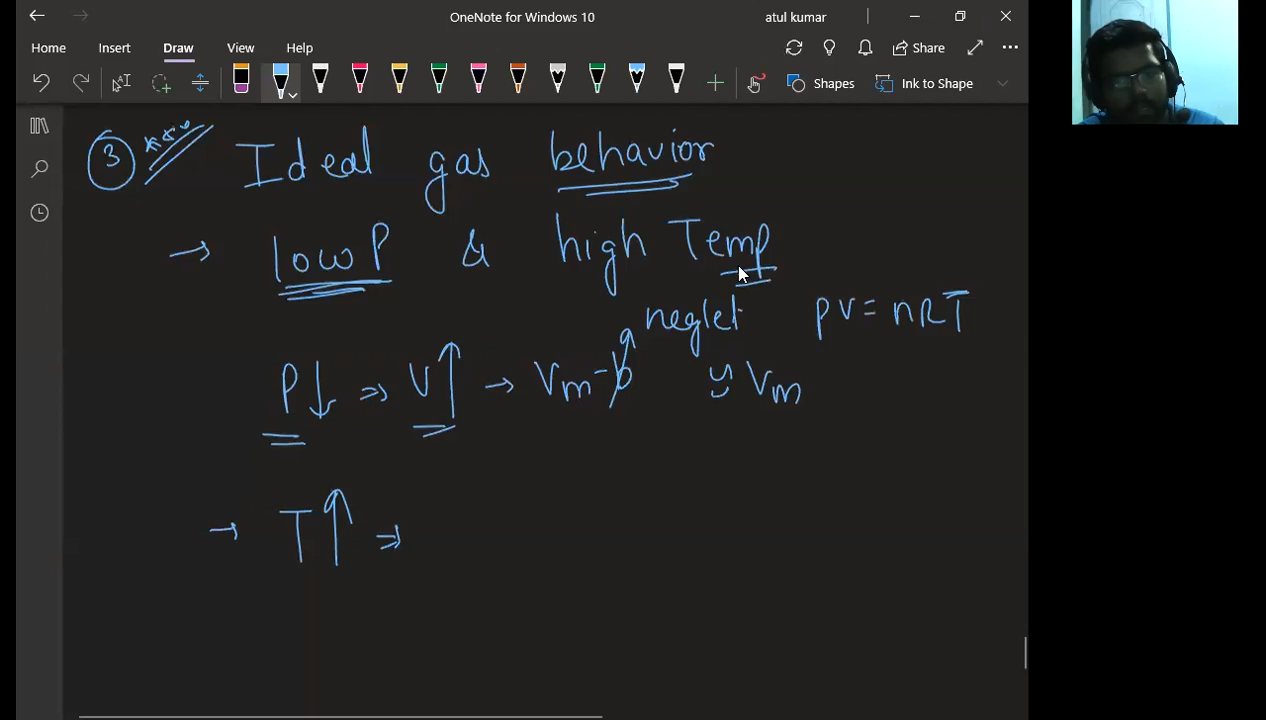 OneNote for Windows 10
atul kumar
Home Insert Draw View Help
Share
Shapes
Ink to Shape
3 Ideal gas behavior
→ low P & high Temp
neglet PV = nRT
P↓ ⇒ V↑ → Vm - b ≃ Vm
→ T↑ ⇒